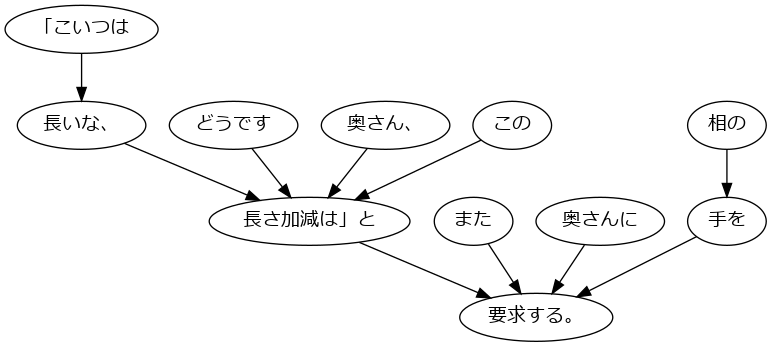 「こいつは
長いな、
どうです
奥さん、
この
相の
長さ加減は」と
また
奥さんに
手を
要求する。